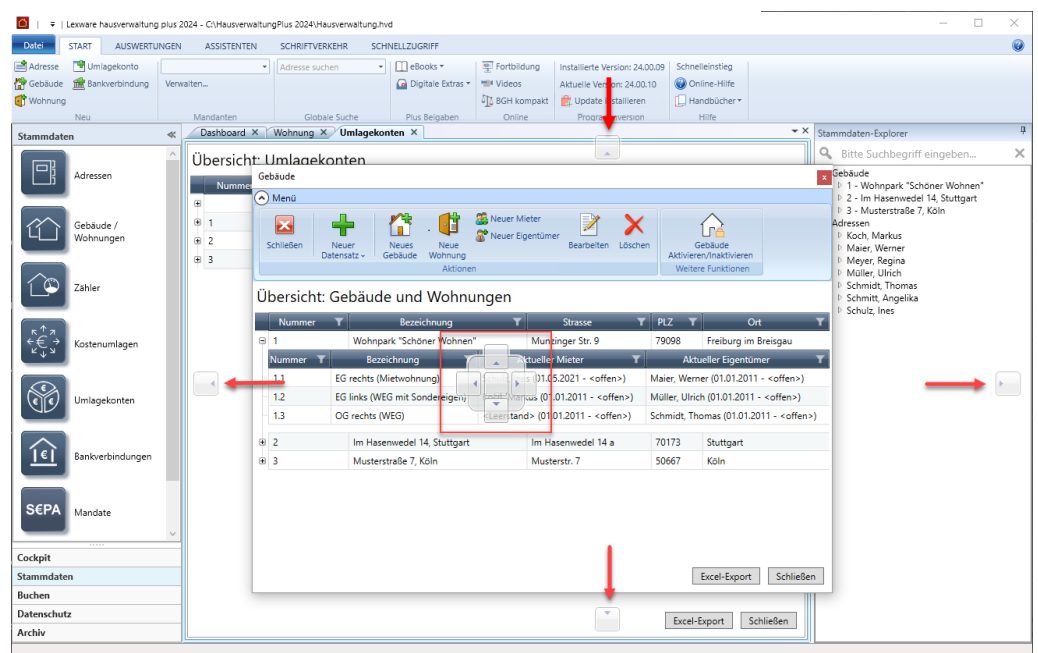 Lexware hausverwaltung plus 2024 - C:\HausverwaltungPlus 2024\Hausverwaltung.hvd
Datei START AUSWERTUNGEN ASSISTENTEN SCHRIFTVERKEHR SCHNELLZUGRIFF
Adresse Umlagekonto Adresse suchen eBooks Fortbildung Installierte Version: 24.00.09 Schnelleinstieg
Gebäude Bankverbindung Verwalten... Digitale Extras Videos Aktuelle Version: 24.00.10 Online-Hilfe
Wohnung BGH kompakt Update installieren Handbücher
Neu Mandanten Globale Suche Plus Beigaben Online Programmversion Hilfe
Stammdaten
Adressen
Gebäude /
Wohnungen
Zähler
Kostenumlagen
Umlagekonten
Bankverbindungen
S€PA Mandate
Cockpit
Stammdaten
Buchen
Datenschutz
Archiv
Dashboard X Wohnung X Umlagekonten X
Übersicht: Umlagekonten
Nummer
1
2
3
Gebäude
Menü
Schließen
Neuer
Datensatz
Neues
Gebäude
Neue
Wohnung
Neuer Mieter
Neuer Eigentümer
Bearbeiten
Löschen
Gebäude
Aktivieren/Inaktivieren
Aktionen
Weitere Funktionen
Übersicht: Gebäude und Wohnungen
Nummer Bezeichnung Strasse PLZ Ort
1 Wohnpark "Schöner Wohnen" Munzinger Str. 9 79098 Freiburg im Breisgau
Nummer Bezeichnung Aktueller Mieter Aktueller Eigentümer
1.1 EG rechts (Mietwohnung) (01.05.2021 - <offen>) Maier, Werner (01.01.2011 - <offen>)
1.2 EG links (WEG mit Sondereigen) (01.01.2011 - <offen>) Müller, Ulrich (01.01.2011 - <offen>)
1.3 OG rechts (WEG) <Leerstand> (01.01.2011 - <offen>) Schmidt, Thomas (01.01.2011 - <offen>)
2 Im Hasenwedel 14, Stuttgart Im Hasenwedel 14 a 70173 Stuttgart
3 Musterstraße 7, Köln Musterstr. 7 50667 Köln
Excel-Export Schließen
Excel-Export Schließen
Stammdaten-Explorer
Bitte Suchbegriff eingeben...
Gebäude
1 - Wohnpark "Schöner Wohnen"
2 - Im Hasenwedel 14, Stuttgart
3 - Musterstraße 7, Köln
Adressen
Koch, Markus
Maier, Werner
Meyer, Regina
Müller, Ulrich
Schmidt, Thomas
Schmitt, Angelika
Schulz, Ines